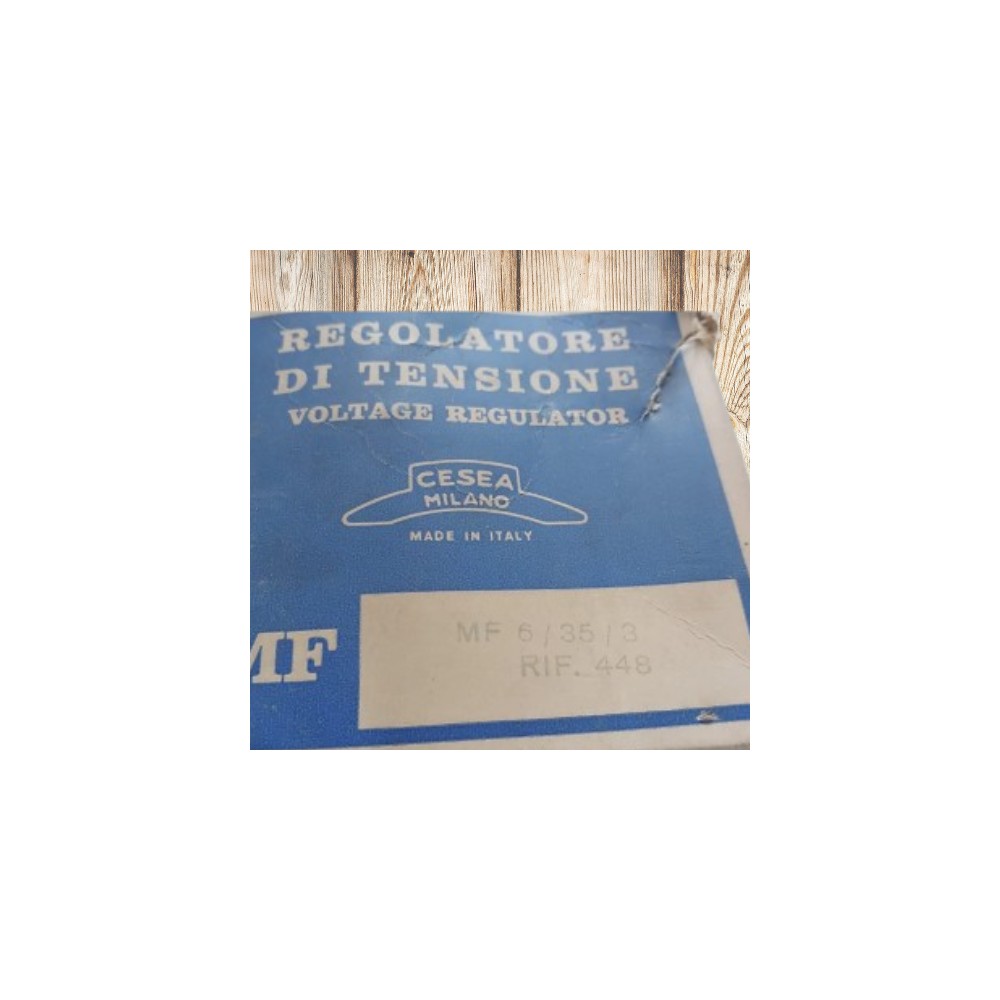 REGOLATORE
DI TENSIONE
VOLTAGE REGULATOR
CESEA
MILANO
MADE IN ITALY
MF
MF 6/35/3
RIF. 448